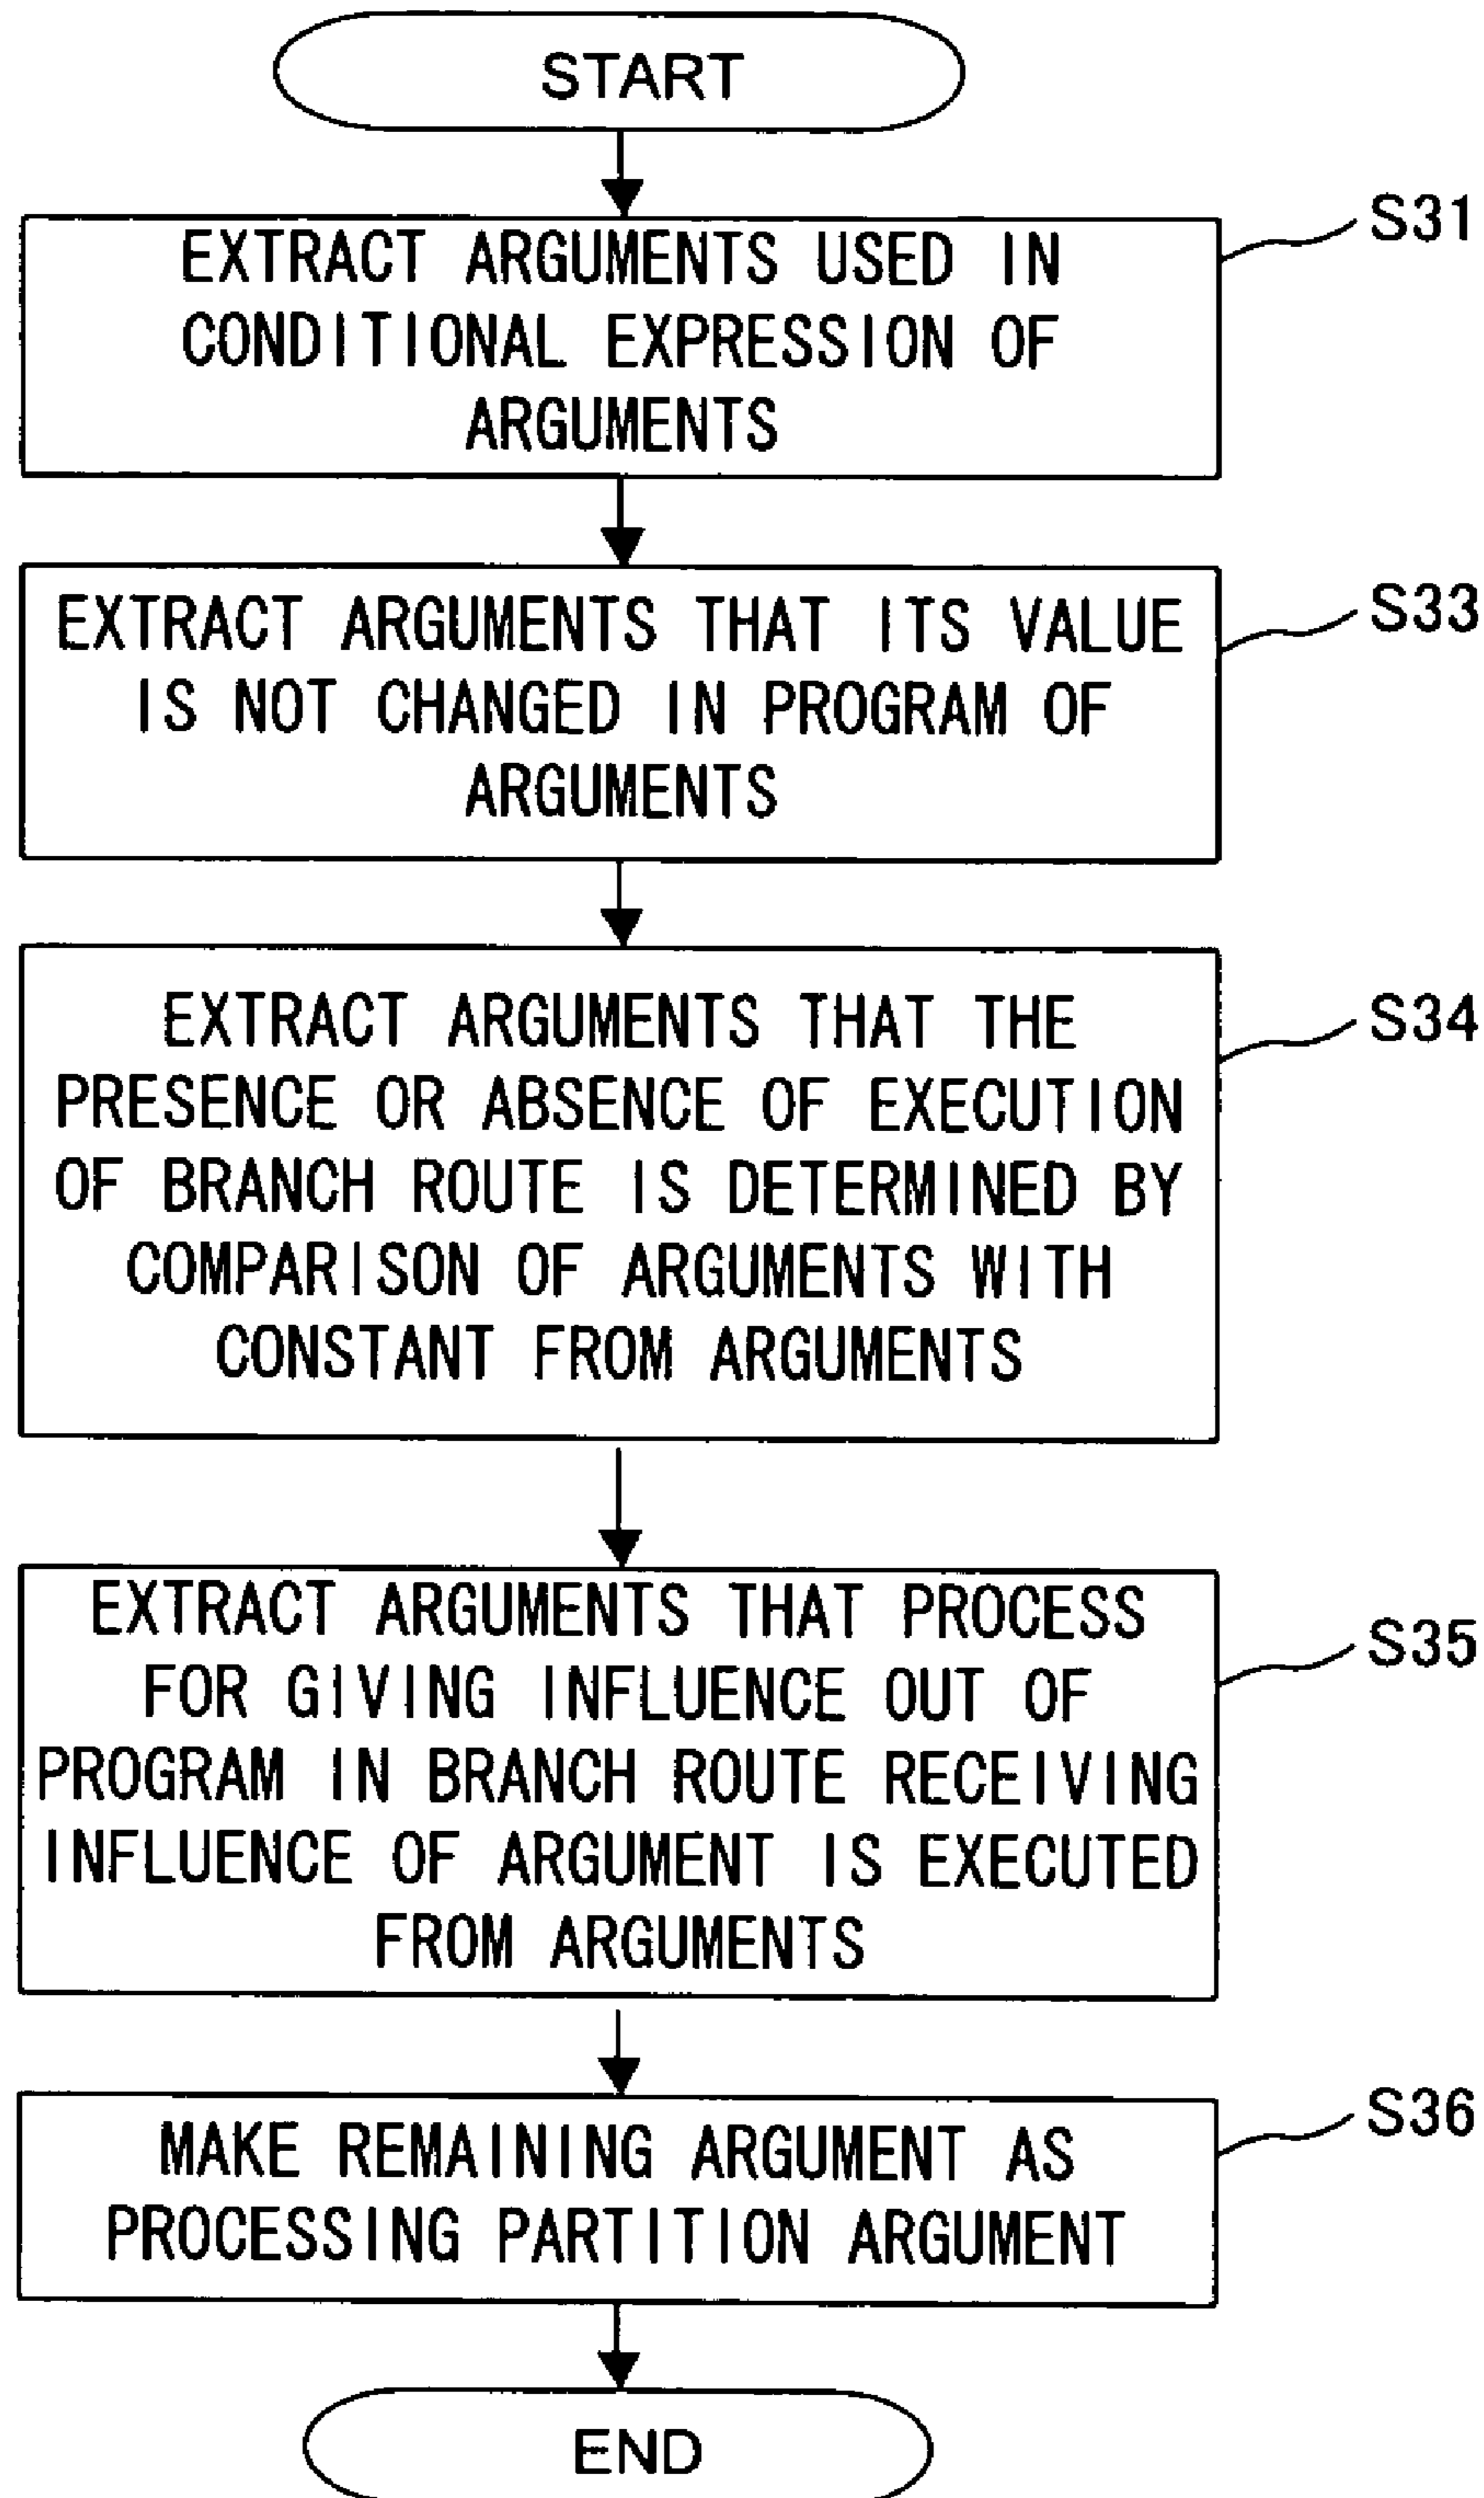 START
S31
EXTRACT ARGUMENTS USED IN
CONDITIONAL EXPRESSION OF
ARGUMENTS
S33
EXTRACT ARGUMENTS THAT ITS VALUE
IS NOT CHANGED IN PROGRAM OF
ARGUMENTS
S34
EXTRACT ARGUMENTS THAT THE
PRESENCE OR ABSENCE OF EXECUTION
OF BRANCH ROUTE IS DETERMINED BY
COMPARISON OF ARGUMENTS WITH
CONSTANT FROM ARGUMENTS
S35
EXTRACT ARGUMENTS THAT PROCESS
FOR GIVING INFLUENCE OUT OF
PROGRAM IN BRANCH ROUTE RECEIVING
INFLUENCE OF ARGUMENT IS EXECUTED
FROM ARGUMENTS
S36
MAKE REMAINING ARGUMENT AS
PROCESSING PARTITION ARGUMENT
END